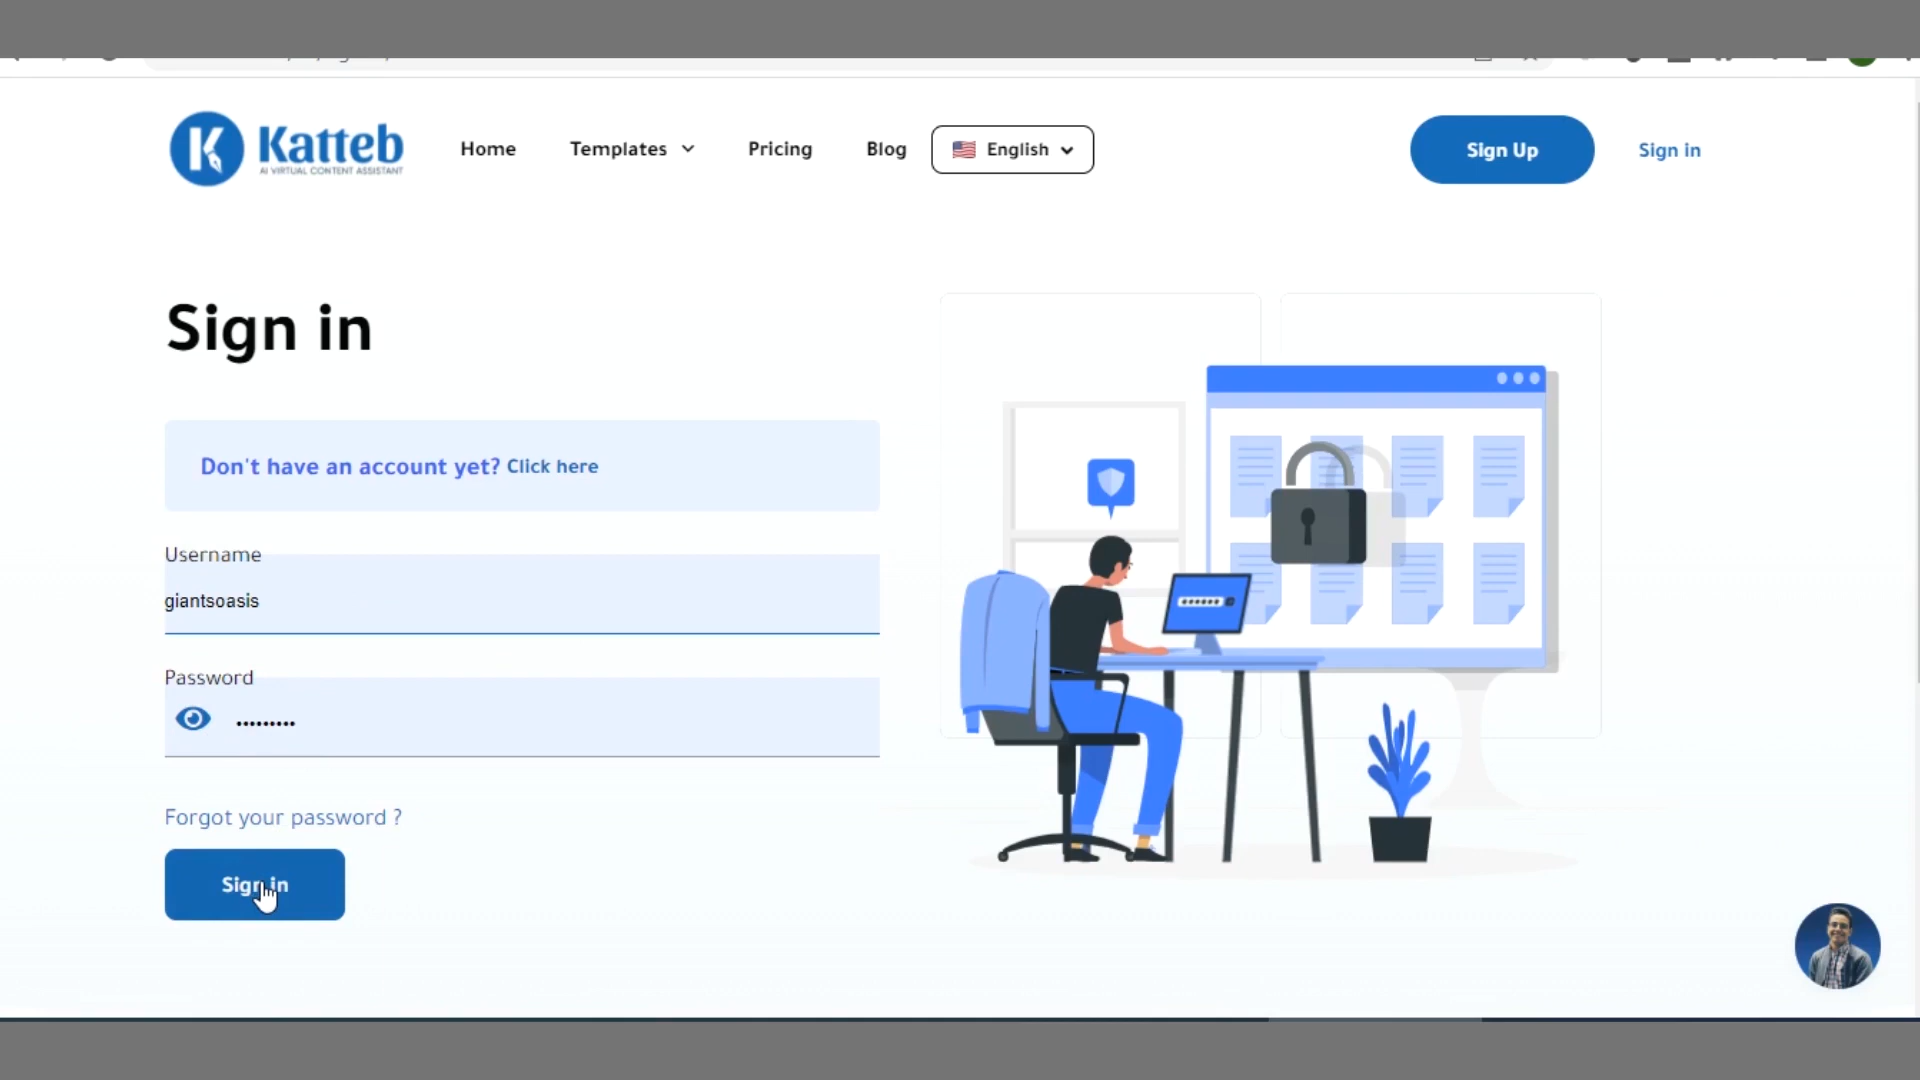 Katteb
AI VIRTUAL CONTENT ASSISTANT
Home
Templates
Pricing
Blog
English
Sign Up
Sign in
Sign in
Don't have an account yet? Click here
Username
giantsoasis
Password
Forgot your password ?
Sign in